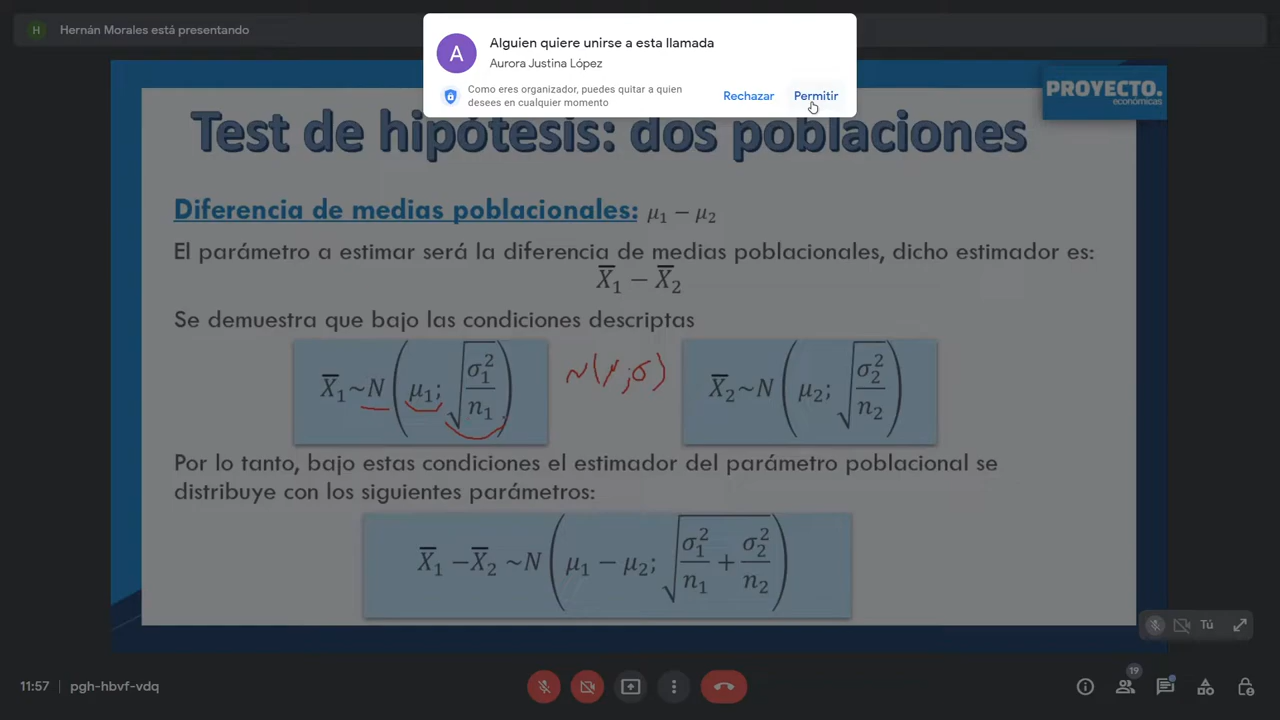 H Hernán Morales está presentando
Alguien quiere unirse a esta llamada
A
Aurora Justina López
Como eres organizador, puedes quitar a quien
desees en cualquier momento
Rechazar Permitir
PROYECTO.
económicas
Test de hipótesis: dos poblaciones
Diferencia de medias poblacionales: μ₁ − μ₂
El parámetro a estimar será la diferencia de medias poblacionales, dicho estimador es:
X̅₁ − X̅₂
Se demuestra que bajo las condiciones descriptas
X̅₁~N(μ₁; √(σ₁²/n₁)) N(μ;σ) X̅₂~N(μ₂; √(σ₂²/n₂))
Por lo tanto, bajo estas condiciones el estimador del parámetro poblacional se
distribuye con los siguientes parámetros:
X̅₁ −X̅₂ ~N(μ₁ − μ₂; √(σ₁²/n₁ + σ₂²/n₂))
Tú
11:57 | pgh-hbvf-vdq
19